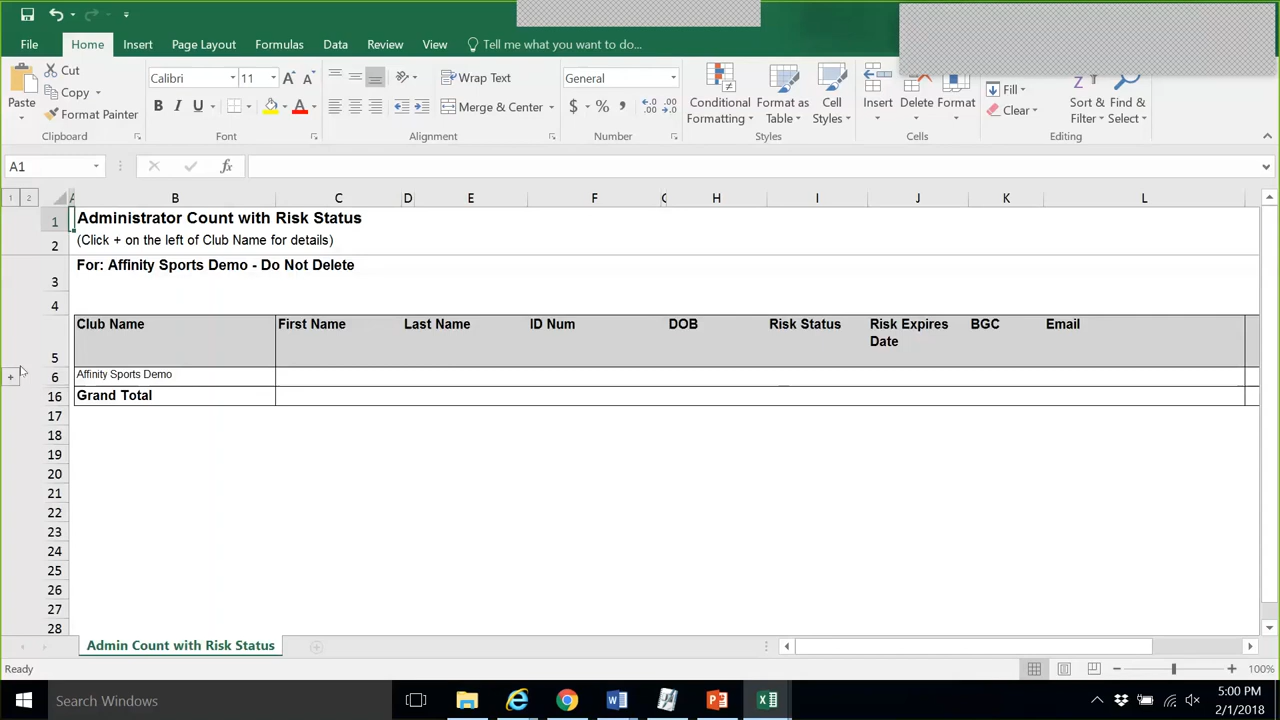 File Home Insert Page Layout Formulas Data Review View Tell me what you want to do...
Paste Cut Copy Format Painter Calibri 11 B I U A Wrap Text Merge & Center General $ % , Conditional Formatting Format as Table Cell Styles Insert Delete Format Fill Clear Sort & Filter Find & Select
Clipboard Font Alignment Number Styles Cells Editing
A1 fx
1 2 A B C D E F G H I J K L
1 Administrator Count with Risk Status
2 (Click + on the left of Club Name for details)
3 For: Affinity Sports Demo - Do Not Delete
4
5 Club Name First Name Last Name ID Num DOB Risk Status Risk Expires Date BGC Email
6 Affinity Sports Demo
16 Grand Total
17
18
19
20
21
22
23
24
25
26
27
28
Admin Count with Risk Status
Ready 100%
Search Windows 5:00 PM
2/1/2018